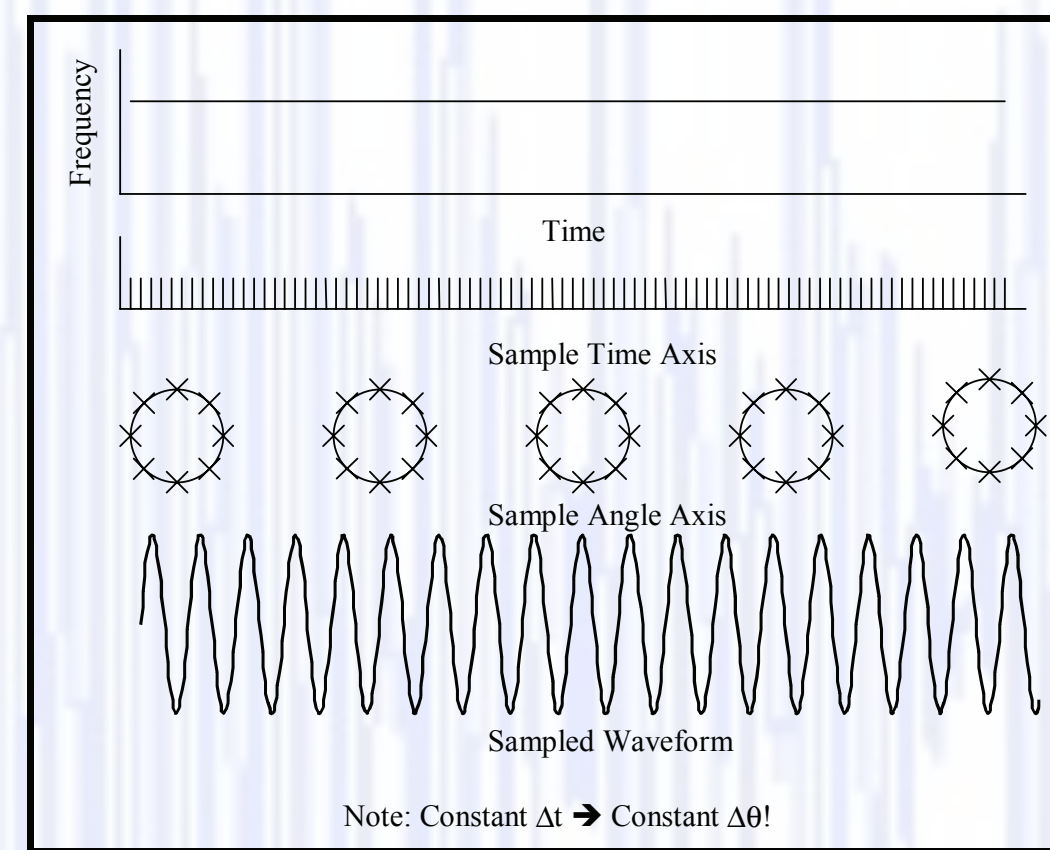 Frequency
Time
Sample Time Axis
Sample Angle Axis
Sampled Waveform
Note: Constant Δt ➔ Constant Δθ!